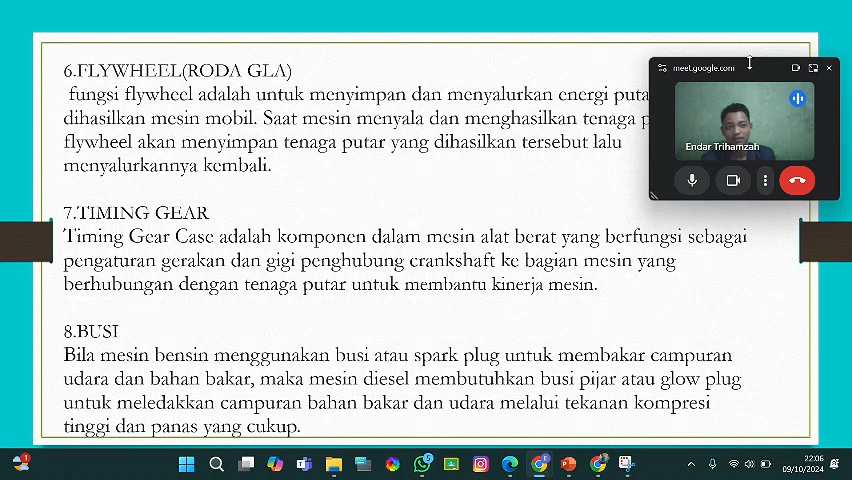 6.FLYWHEEL(RODA GLA)
fungsi flywheel adalah untuk menyimpan dan menyalurkan energi puta
dihasilkan mesin mobil. Saat mesin menyala dan menghasilkan tenaga p
flywheel akan menyimpan tenaga putar yang dihasilkan tersebut lalu
menyalurkannya kembali.
7.TIMING GEAR
Timing Gear Case adalah komponen dalam mesin alat berat yang berfungsi sebagai
pengaturan gerakan dan gigi penghubung crankshaft ke bagian mesin yang
berhubungan dengan tenaga putar untuk membantu kinerja mesin.
8.BUSI
Bila mesin bensin menggunakan busi atau spark plug untuk membakar campuran
udara dan bahan bakar, maka mesin diesel membutuhkan busi pijar atau glow plug
untuk meledakkan campuran bahan bakar dan udara melalui tekanan kompresi
tinggi dan panas yang cukup.
meet.google.com
Endar Trihamzah
1
5
E
22:06
09/10/2024